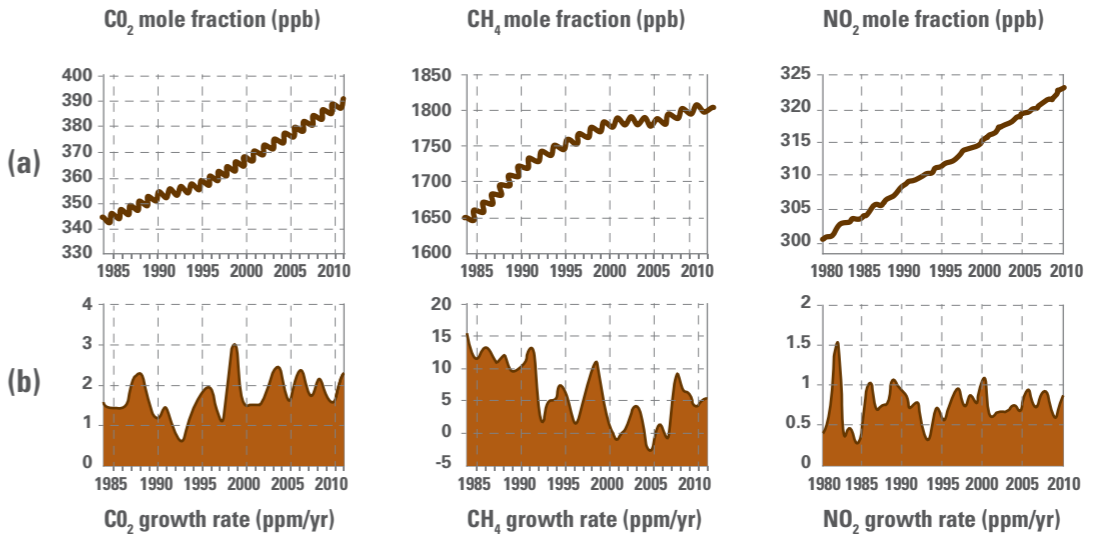 C0₂ mole fraction (ppb)
CH₄ mole fraction (ppb)
NO₂ mole fraction (ppb)
(a)
400
390
380
370
360
350
340
330
1985 1990 1995 2000 2005 2010
1850
1800
1750
1700
1650
1600
1985 1990 1995 2000 2005 2010
325
320
315
310
305
300
1980 1985 1990 1995 2000 2005 2010
(b)
4
3
2
1
0
1985 1990 1995 2000 2005 2010
20
15
10
5
0
-5
1985 1990 1995 2000 2005 2010
2
1.5
1
0.5
0
1980 1985 1990 1995 2000 2005 2010
C0₂ growth rate (ppm/yr)
CH₄ growth rate (ppm/yr)
NO₂ growth rate (ppm/yr)